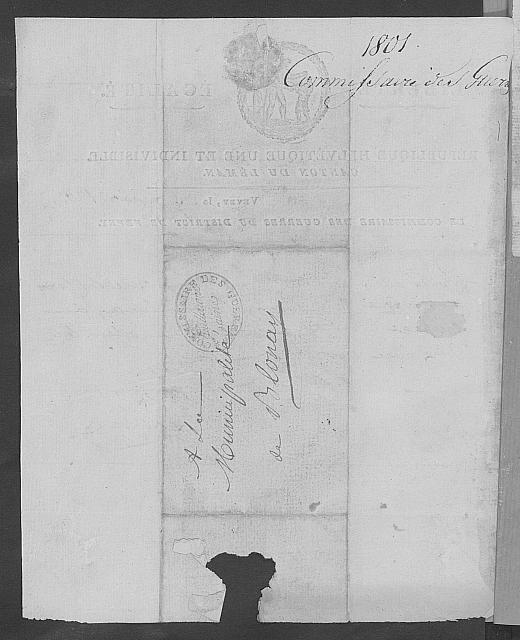 1801.
Commissaire des Guerr
ÉGALITÉ.
RÉPUBLIQUE HELVÉTIQUE UNE ET INDIVISIBLE.
CANTON DU LÉMAN.
VEVEY, le
LE COMMISSAIRE DES GUERRES DU DISTRICT DE VEVEY.
A La
Municipalité
de Blonay